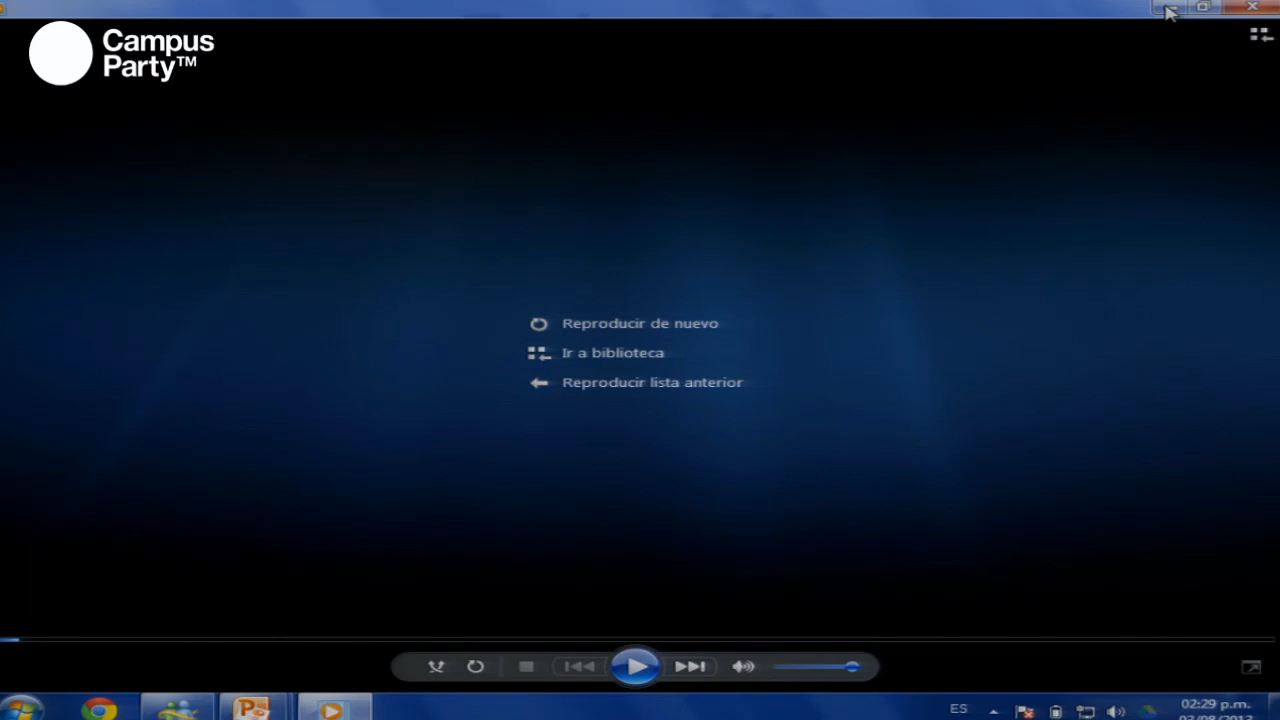 Campus
Party™
Reproducir de nuevo
Ir a biblioteca
Reproducir lista anterior
ES
02:29 p.m.